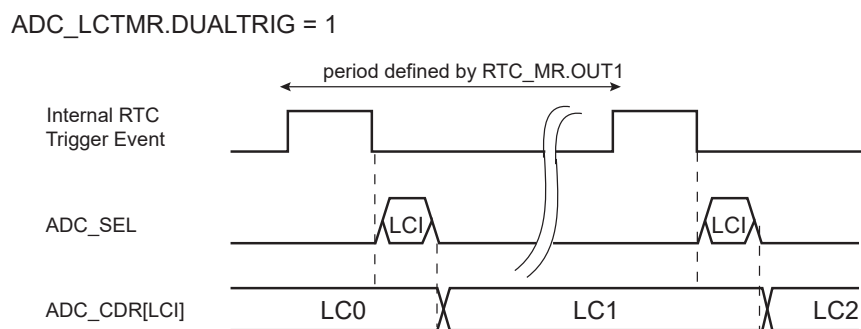 ADC_LCTMR.DUALTRIG = 1
period defined by RTC_MR.OUT1
Internal RTC
Trigger Event
ADC_SEL
LCI
LCI
ADC_CDR[LCI]
LC0
LC1
LC2